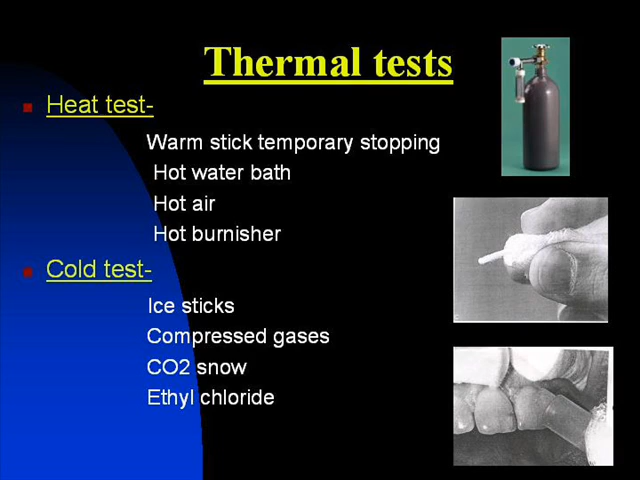 Thermal tests
Heat test-
Warm stick temporary stopping
Hot water bath
Hot air
Hot burnisher
Cold test-
Ice sticks
Compressed gases
CO2 snow
Ethyl chloride